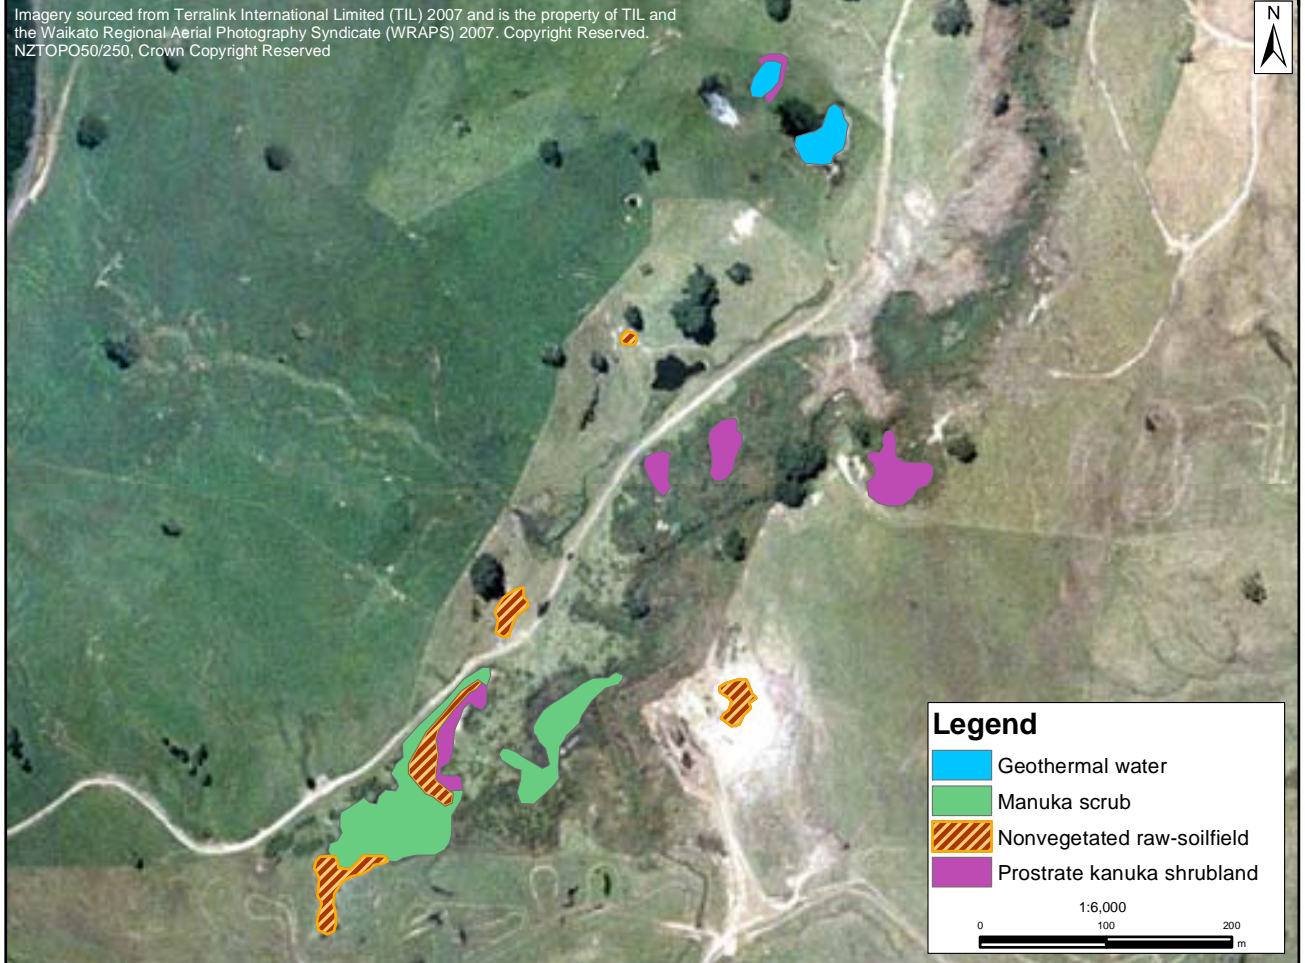 Imagery sourced from Terralink International Limited (TIL) 2007 and is the property of TIL and
the Waikato Regional Aerial Photography Syndicate (WRAPS) 2007. Copyright Reserved.
NZTOPO50/250, Crown Copyright Reserved
N
Legend
Geothermal water
Manuka scrub
Nonvegetated raw-soilfield
Prostrate kanuka shrubland
1:6,000
0 100 200
m